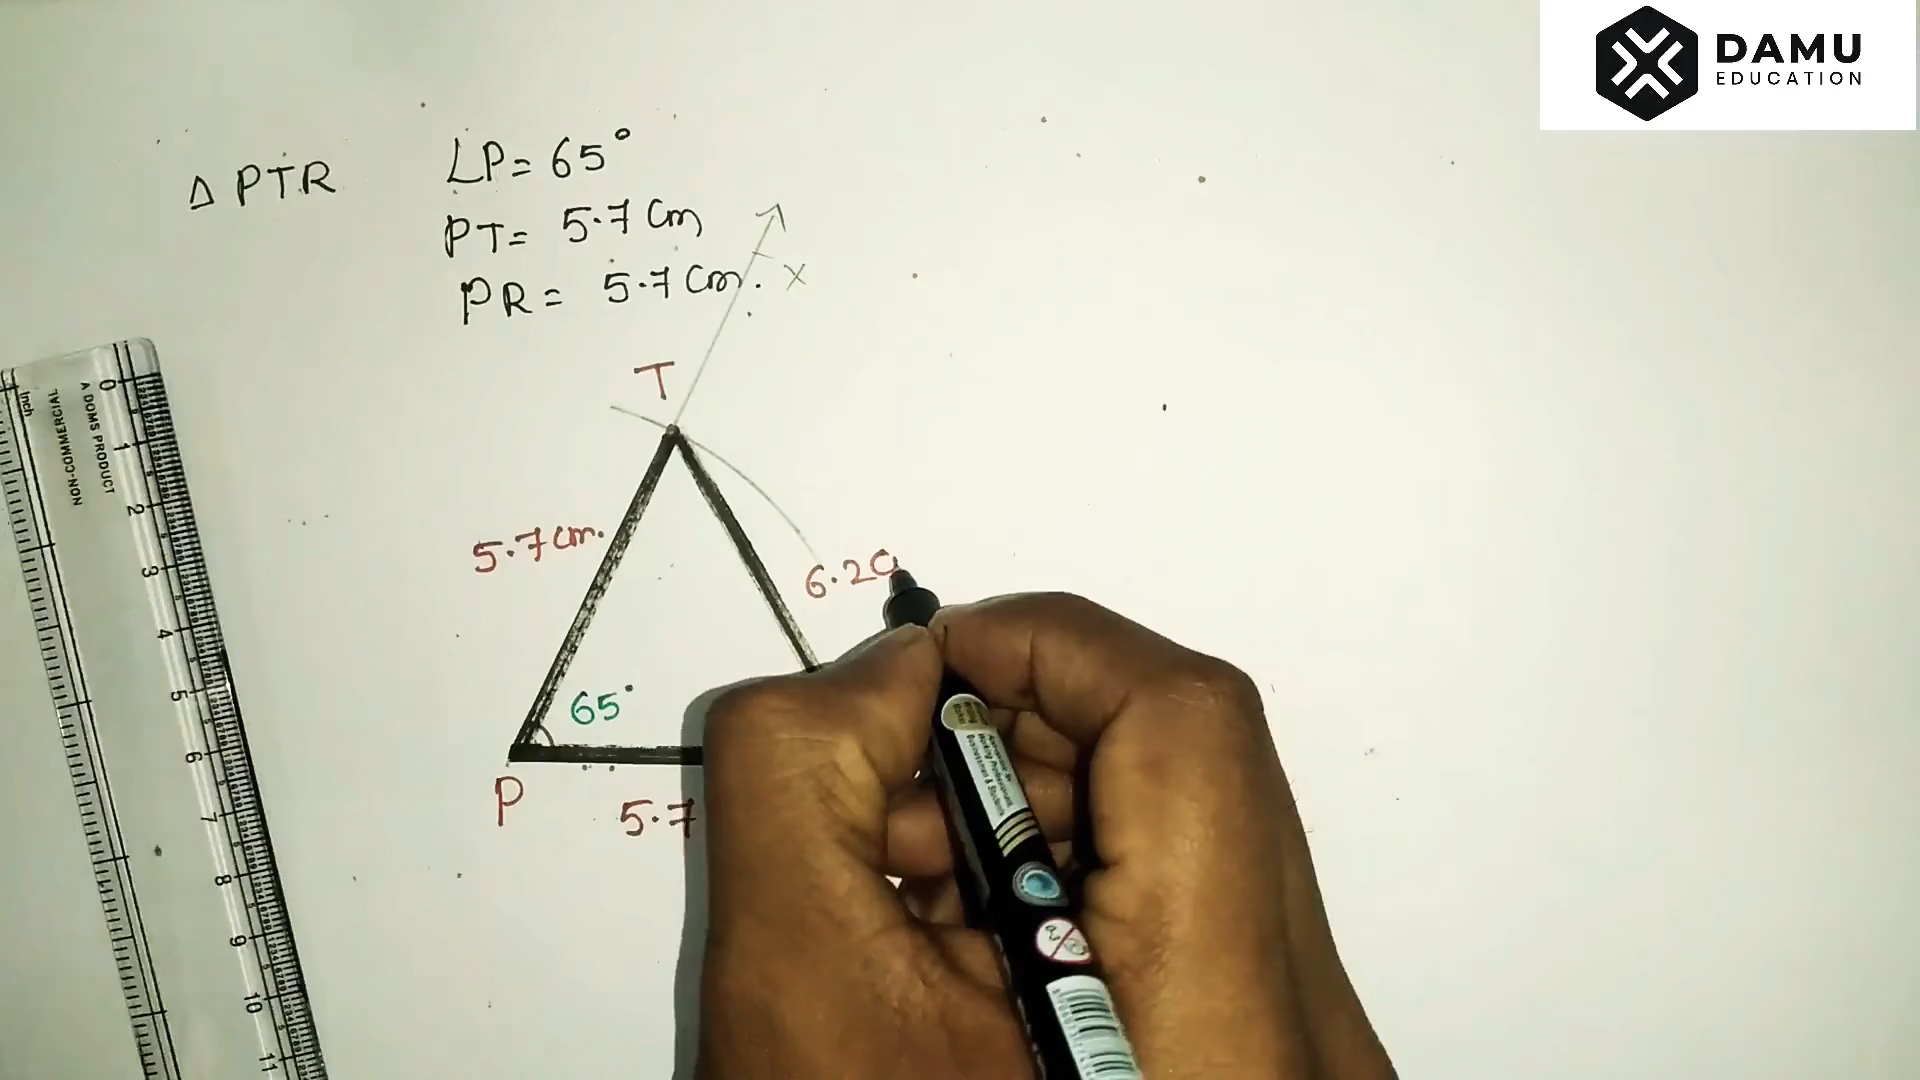 DAMU
EDUCATION
Δ PTR
∠P= 65°
PT= 5.7 Cm
PR= 5.7 Cm.
X
T
5.7 cm.
6.2C
65°
P
5.7
Inch
NON-COMMERCIAL
A DOMS PRODUCT
0
1
2
3
4
5
6
7
8
9
10
11